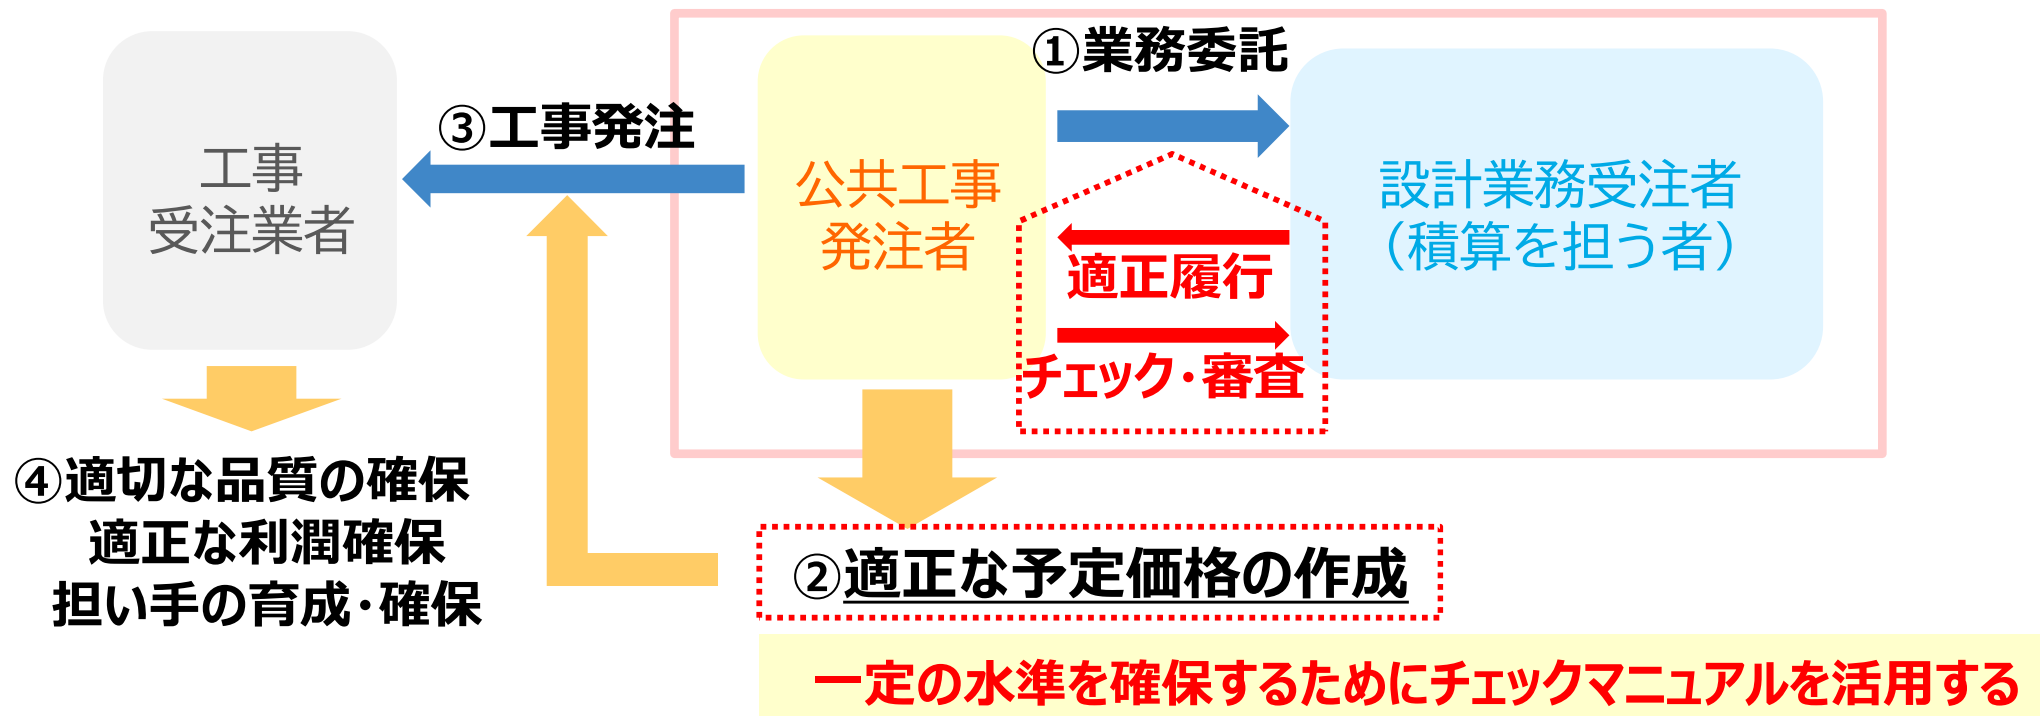 ①業務委託
③工事発注
工事
受注業者
公共工事
発注者
設計業務受注者
（積算を担う者）
適正履行
チェック・審査
④適切な品質の確保
適正な利潤確保
担い手の育成・確保
②適正な予定価格の作成
一定の水準を確保するためにチェックマニュアルを活用する